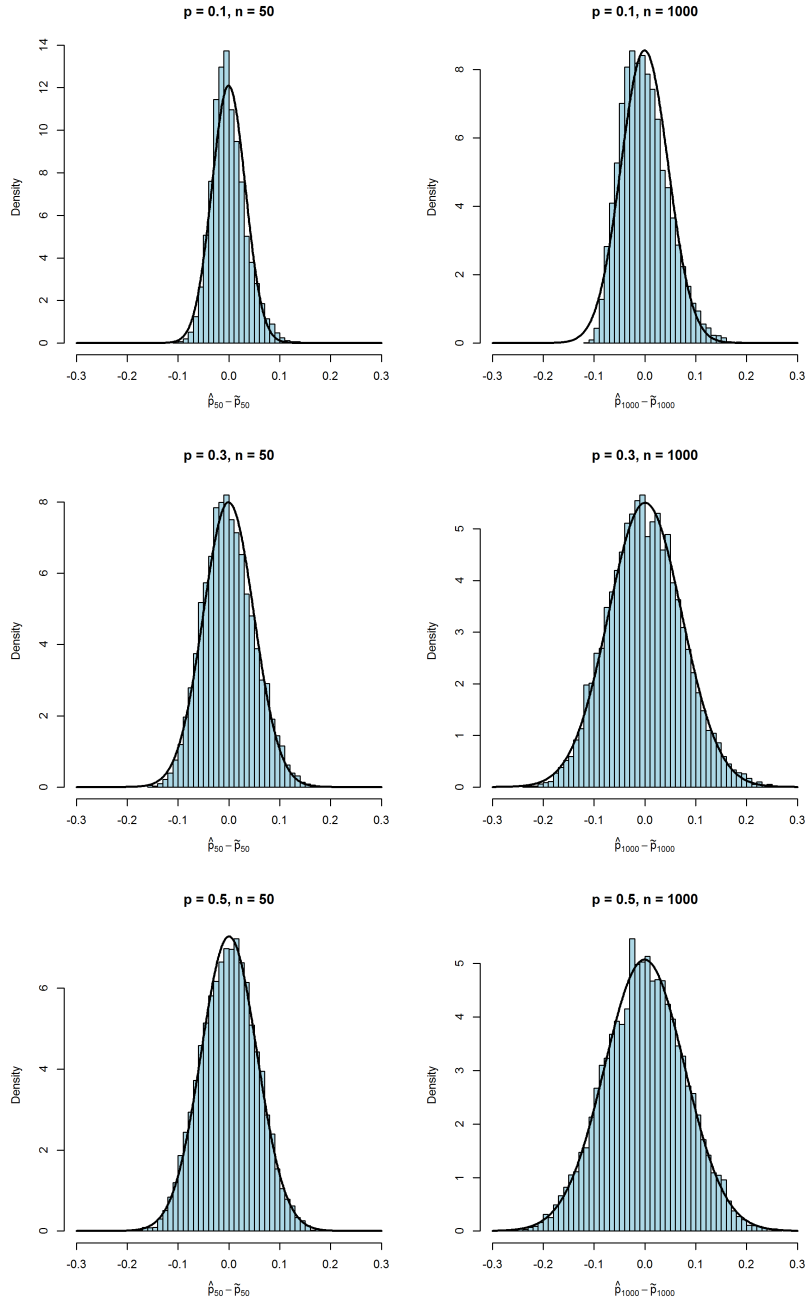 p = 0.1, n = 50
p = 0.1, n = 1000
Density
0 2 4 6 8 10 12 14
-0.3 -0.2 -0.1 0.0 0.1 0.2 0.3
p̂₅₀ − p̃₅₀
Density
0 2 4 6 8
-0.3 -0.2 -0.1 0.0 0.1 0.2 0.3
p̂₁₀₀₀ − p̃₁₀₀₀
p = 0.3, n = 50
p = 0.3, n = 1000
Density
0 2 4 6 8
-0.3 -0.2 -0.1 0.0 0.1 0.2 0.3
p̂₅₀ − p̃₅₀
Density
0 1 2 3 4 5
-0.3 -0.2 -0.1 0.0 0.1 0.2 0.3
p̂₁₀₀₀ − p̃₁₀₀₀
p = 0.5, n = 50
p = 0.5, n = 1000
Density
0 2 4 6
-0.3 -0.2 -0.1 0.0 0.1 0.2 0.3
p̂₅₀ − p̃₅₀
Density
0 1 2 3 4 5
-0.3 -0.2 -0.1 0.0 0.1 0.2 0.3
p̂₁₀₀₀ − p̃₁₀₀₀